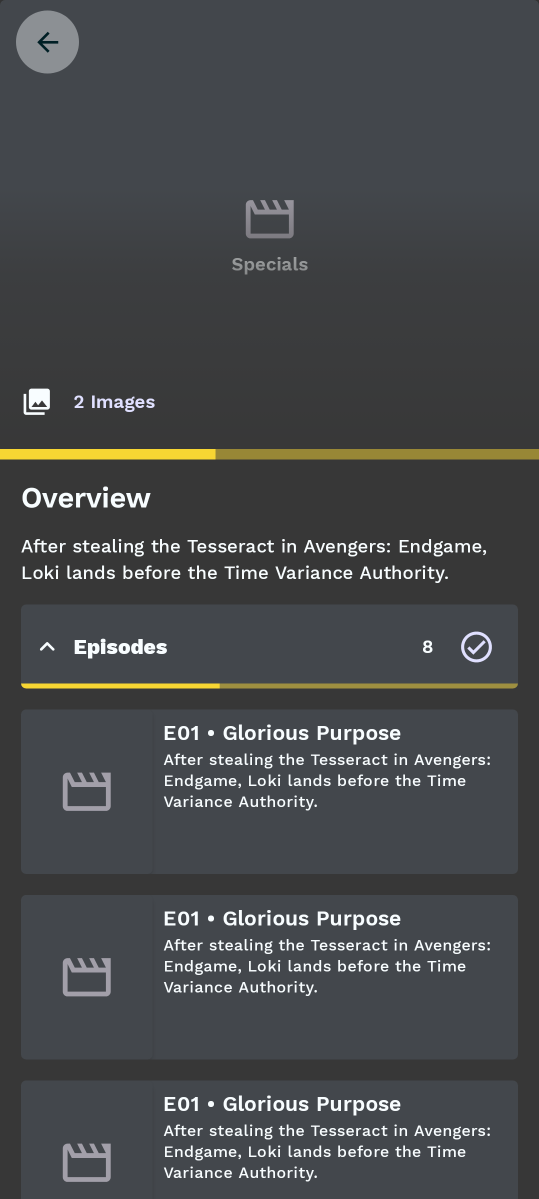 Specials
2 Images
Overview
After stealing the Tesseract in Avengers: Endgame,
Loki lands before the Time Variance Authority.
Episodes 8
E01 • Glorious Purpose
After stealing the Tesseract in Avengers:
Endgame, Loki lands before the Time
Variance Authority.
E01 • Glorious Purpose
After stealing the Tesseract in Avengers:
Endgame, Loki lands before the Time
Variance Authority.
E01 • Glorious Purpose
After stealing the Tesseract in Avengers:
Endgame, Loki lands before the Time
Variance Authority.